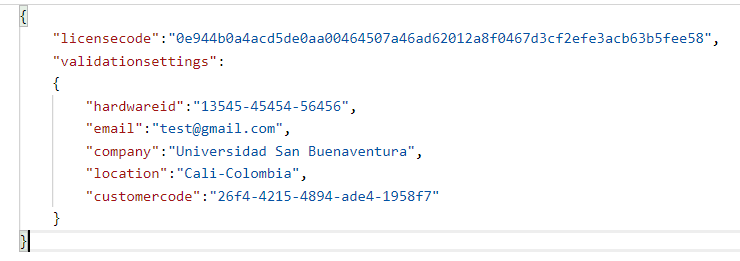 {
"licensecode":"0e944b0a4acd5de0aa00464507a46ad62012a8f0467d3cf2efe3acb63b5fee58",
"validationsettings":
{
"hardwareid":"13545-45454-56456",
"email":"test@gmail.com",
"company":"Universidad San Buenaventura",
"location":"Cali-Colombia",
"customercode":"26f4-4215-4894-ade4-1958f7"
}
}